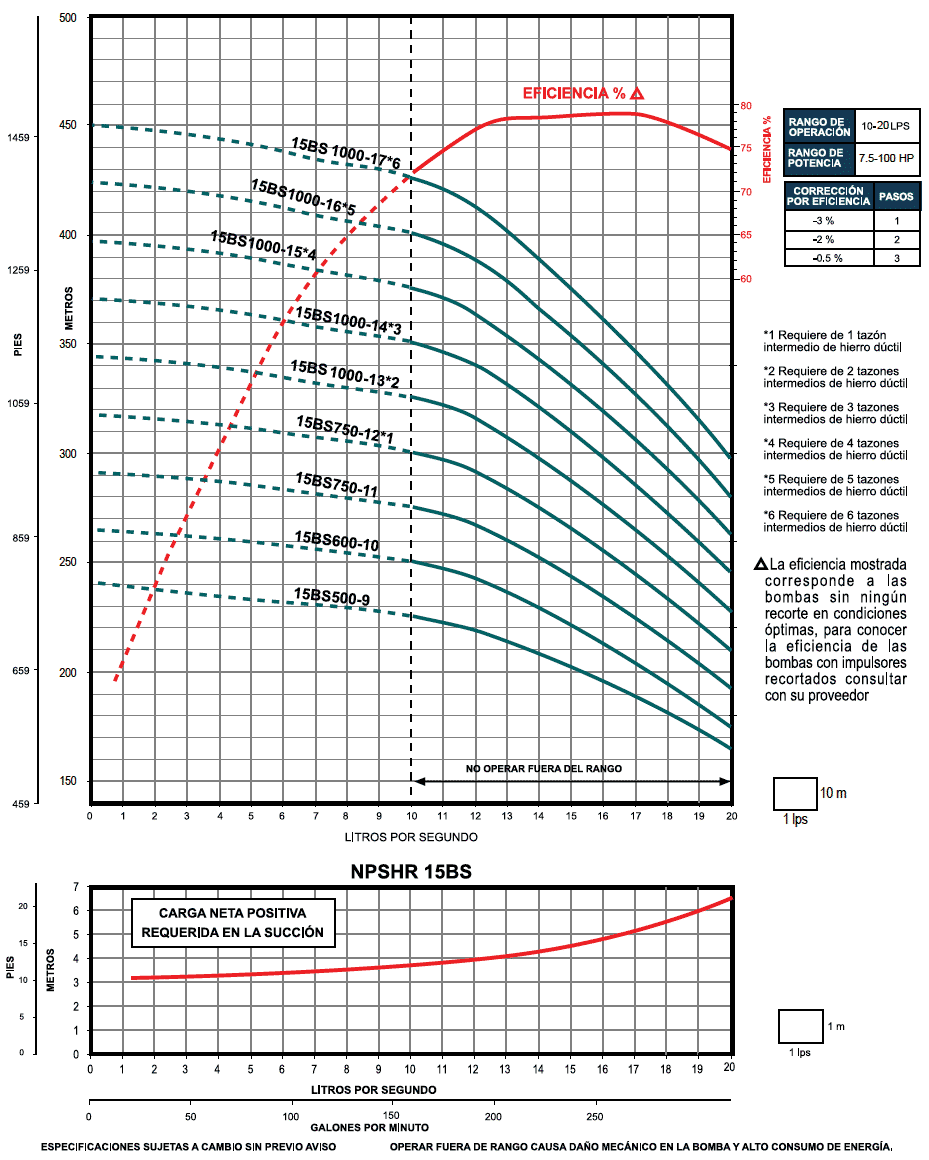 500
450
400
350
300
250
200
150
1459
1259
1059
859
659
459
PIES
METROS
EFICIENCIA % Δ
80
75
70
65
60
EFICIENCIA %
15BS1000-17*6
15BS1000-16*5
15BS1000-15*4
15BS1000-14*3
15BS1000-13*2
15BS750-12*1
15BS750-11
15BS600-10
15BS500-9
NO OPERAR FUERA DEL RANGO
0 1 2 3 4 5 6 7 8 9 10 11 12 13 14 15 16 17 18 19 20
LITROS POR SEGUNDO
RANGO DE OPERACIÓN 10-20 LPS
RANGO DE POTENCIA 7.5-100 HP
CORRECCIÓN POR EFICIENCIA PASOS
-3 % 1
-2 % 2
-0.5 % 3
*1 Requiere de 1 tazón
intermedio de hierro dúctil
*2 Requiere de 2 tazones
intermedios de hierro dúctil
*3 Requiere de 3 tazones
intermedios de hierro dúctil
*4 Requiere de 4 tazones
intermedios de hierro dúctil
*5 Requiere de 5 tazones
intermedios de hierro dúctil
*6 Requiere de 6 tazones
intermedios de hierro dúctil
Δ La eficiencia mostrada
corresponde a las
bombas sin ningún
recorte en condiciones
óptimas, para conocer
la eficiencia de las
bombas con impulsores
recortados consultar
con su proveedor
10 m
1 lps
NPSHR 15BS
CARGA NETA POSITIVA
REQUERIDA EN LA SUCCIÓN
20
15
10
5
0
PIES
7
6
5
4
3
2
1
0
METROS
0 1 2 3 4 5 6 7 8 9 10 11 12 13 14 15 16 17 18 19 20
LITROS POR SEGUNDO
1 m
1 lps
0 50 100 150 200 250
GALONES POR MINUTO
ESPECIFICACIONES SUJETAS A CAMBIO SIN PREVIO AVISO
OPERAR FUERA DE RANGO CAUSA DAÑO MECÁNICO EN LA BOMBA Y ALTO CONSUMO DE ENERGÍA.